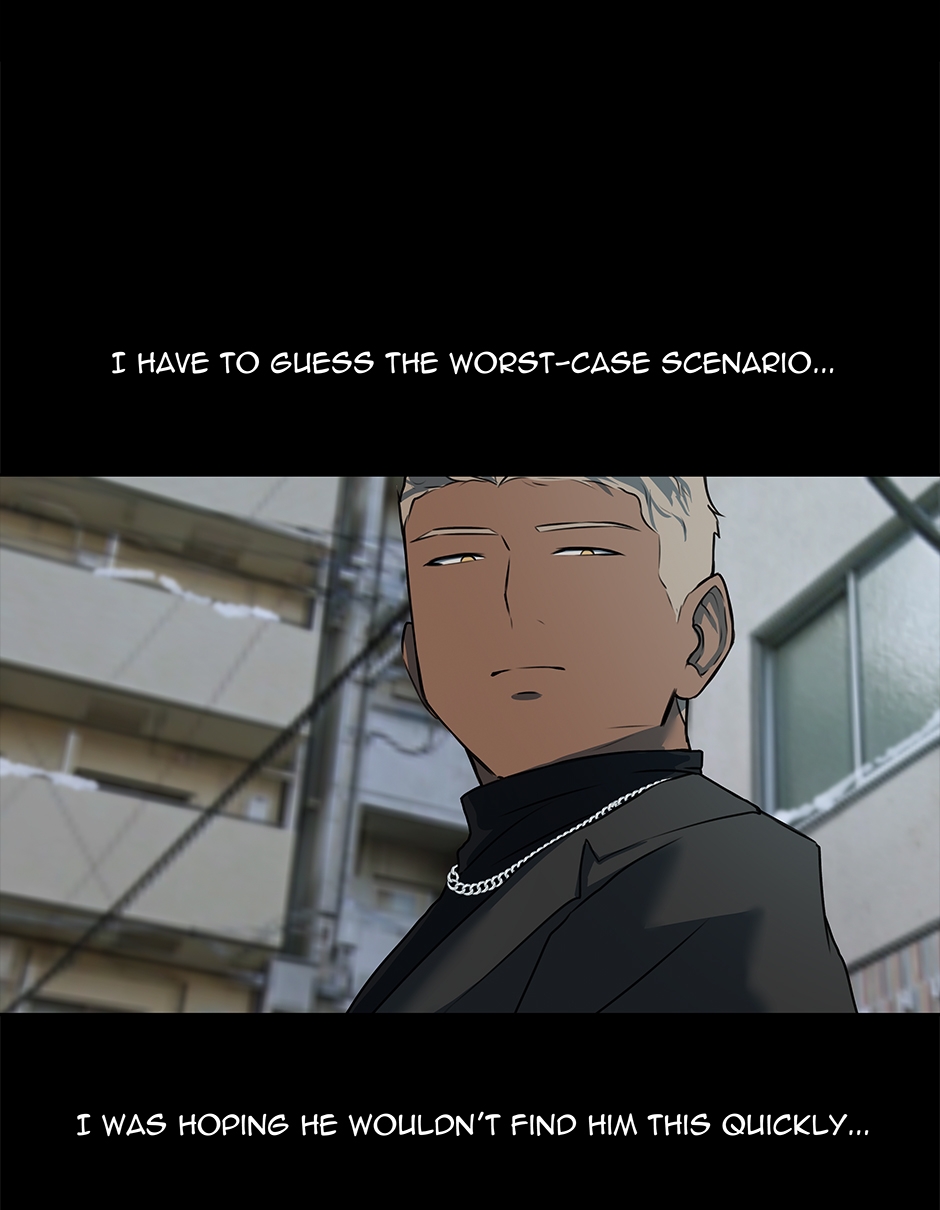 I HAVE TO GUESS THE WORST-CASE SCENARIO...
I WAS HOPING HE WOULDN'T FIND HIM THIS QUICKLY...